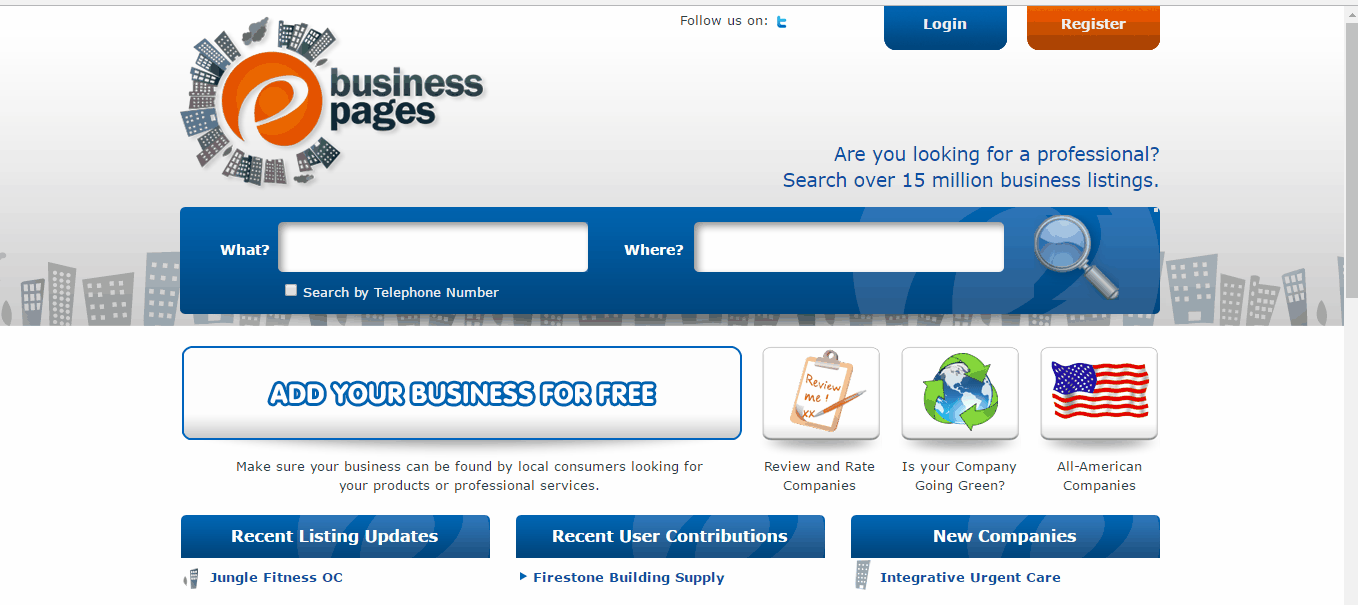 Follow us on:
Login
Register
e business
pages
Are you looking for a professional?
Search over 15 million business listings.
What?
Where?
Search by Telephone Number
ADD YOUR BUSINESS FOR FREE
Review
me !
xx
Make sure your business can be found by local consumers looking for
your products or professional services.
Review and Rate
Companies
Is your Company
Going Green?
All-American
Companies
Recent Listing Updates
Recent User Contributions
New Companies
Jungle Fitness OC
Firestone Building Supply
Integrative Urgent Care